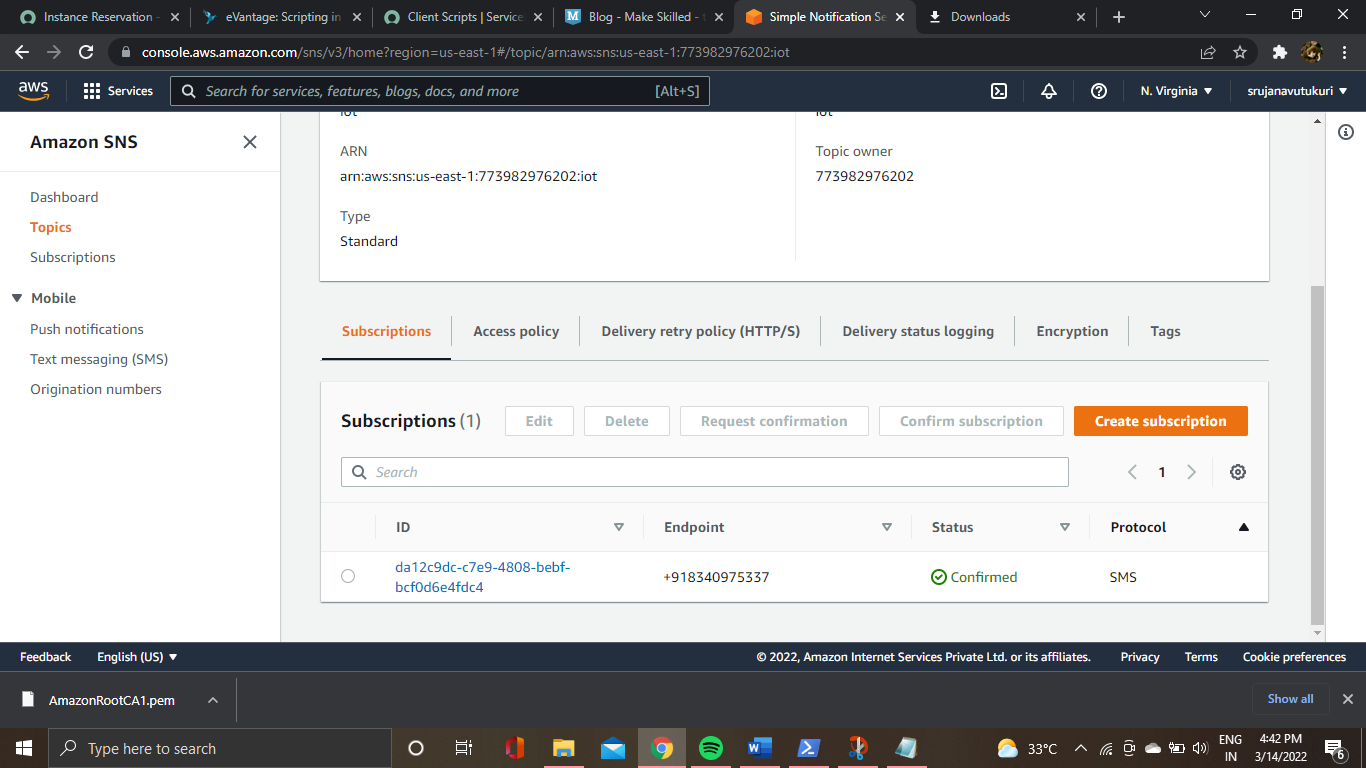 Instance Reservation -
eVantage: Scripting in
Client Scripts | Service
Blog - Make Skilled - t
Simple Notification Se
Downloads
console.aws.amazon.com/sns/v3/home?region=us-east-1#/topic/arn:aws:sns:us-east-1:773982976202:iot
aws
Services
Search for services, features, blogs, docs, and more [Alt+S]
N. Virginia
srujanavutukuri
Amazon SNS
Dashboard
Topics
Subscriptions
Mobile
Push notifications
Text messaging (SMS)
Origination numbers
iot
iot
ARN
arn:aws:sns:us-east-1:773982976202:iot
Topic owner
773982976202
Type
Standard
Subscriptions
Access policy
Delivery retry policy (HTTP/S)
Delivery status logging
Encryption
Tags
Subscriptions (1)
Edit
Delete
Request confirmation
Confirm subscription
Create subscription
Search
1
ID
Endpoint
Status
Protocol
da12c9dc-c7e9-4808-bebf-
bcf0d6e4fdc4
+918340975337
Confirmed
SMS
Feedback
English (US)
© 2022, Amazon Internet Services Private Ltd. or its affiliates.
Privacy
Terms
Cookie preferences
AmazonRootCA1.pem
Show all
Type here to search
33°C
ENG
IN
4:42 PM
3/14/2022
6